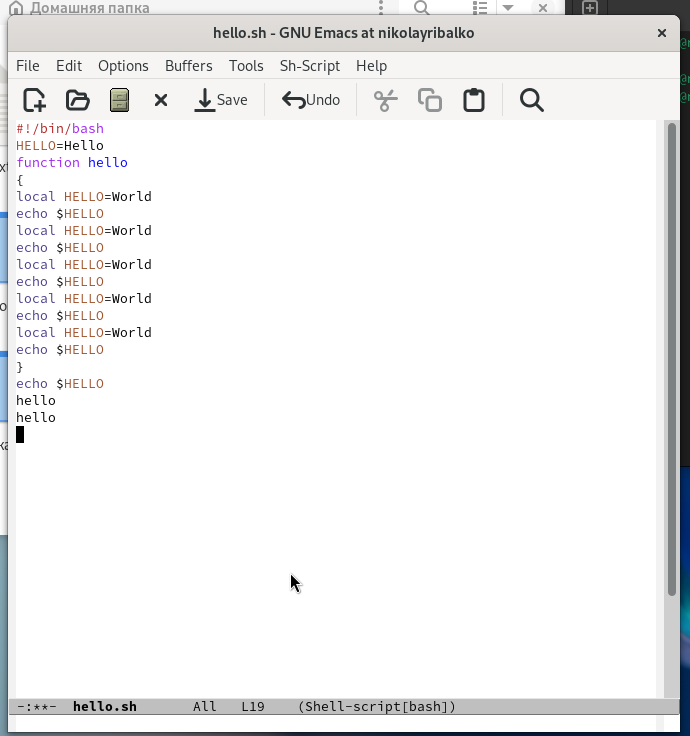 Домашняя папка
hello.sh - GNU Emacs at nikolayribalko
File Edit Options Buffers Tools Sh-Script Help
Save Undo
#!/bin/bash
HELLO=Hello
function hello
{
local HELLO=World
echo $HELLO
local HELLO=World
echo $HELLO
local HELLO=World
echo $HELLO
local HELLO=World
echo $HELLO
local HELLO=World
echo $HELLO
}
echo $HELLO
hello
hello
-:**- hello.sh All L19 (Shell-script[bash])